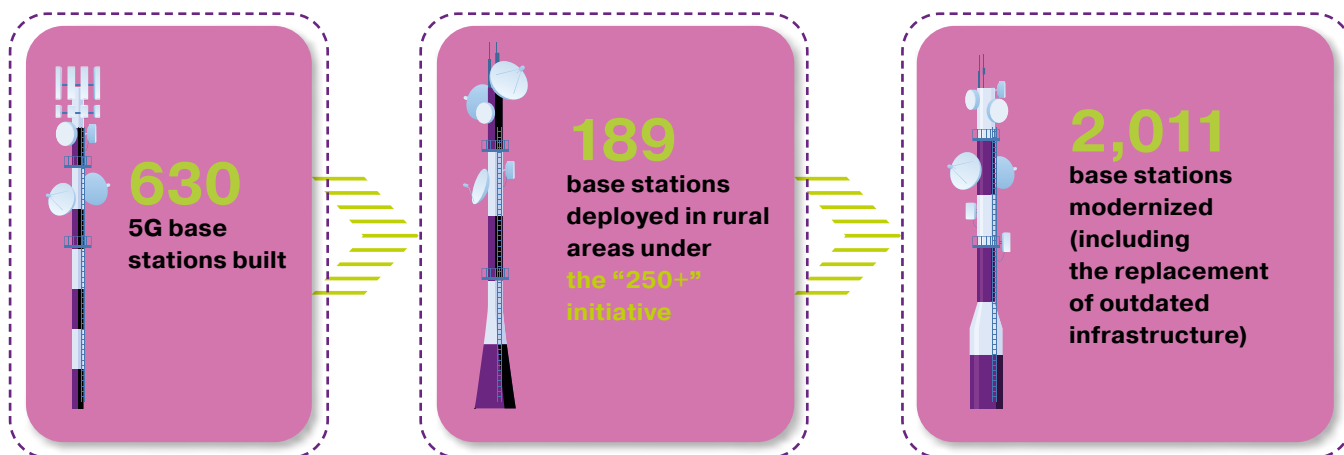 630
5G base
stations built
189
base stations
deployed in rural
areas under
the “250+”
initiative
2,011
base stations
modernized
(including
the replacement
of outdated
infrastructure)